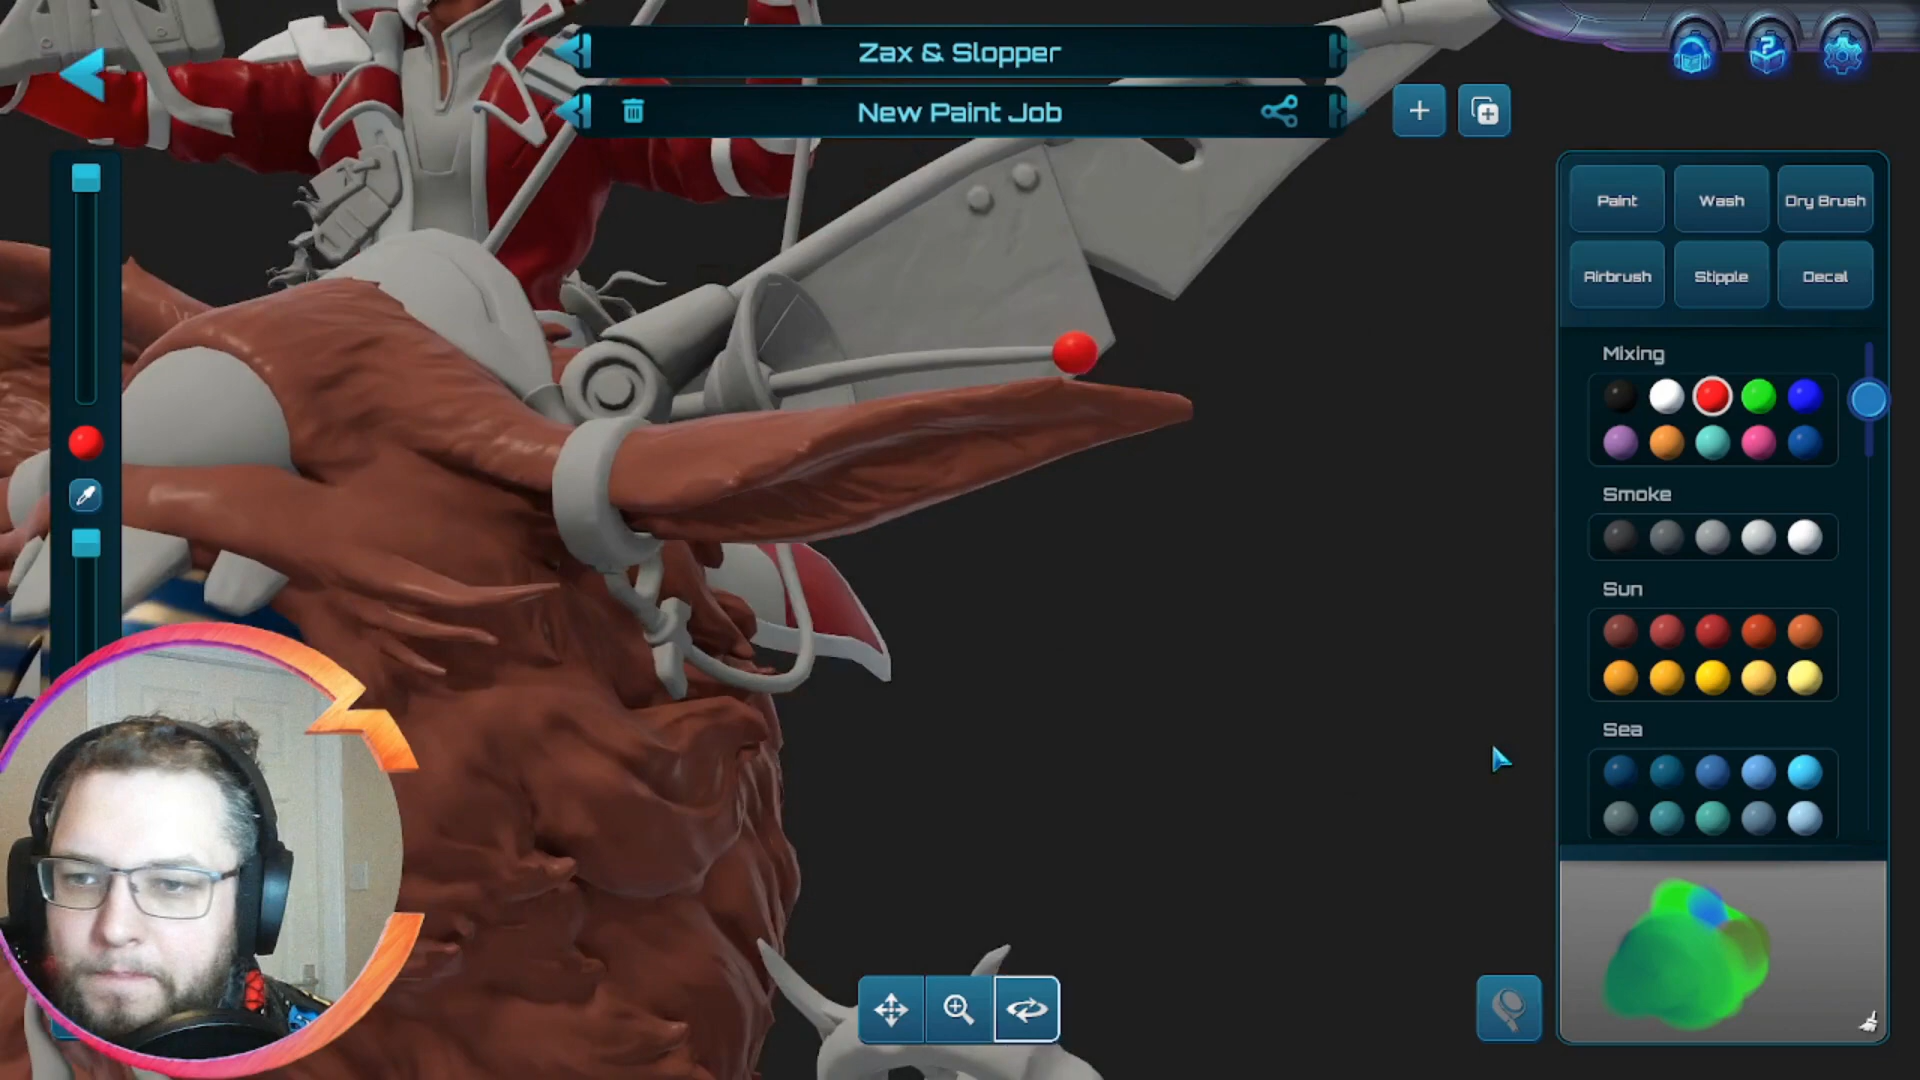 Zax & Slopper
New Paint Job
Paint
Wash
Dry Brush
Airbrush
Stipple
Decal
Mixing
Smoke
Sun
Sea